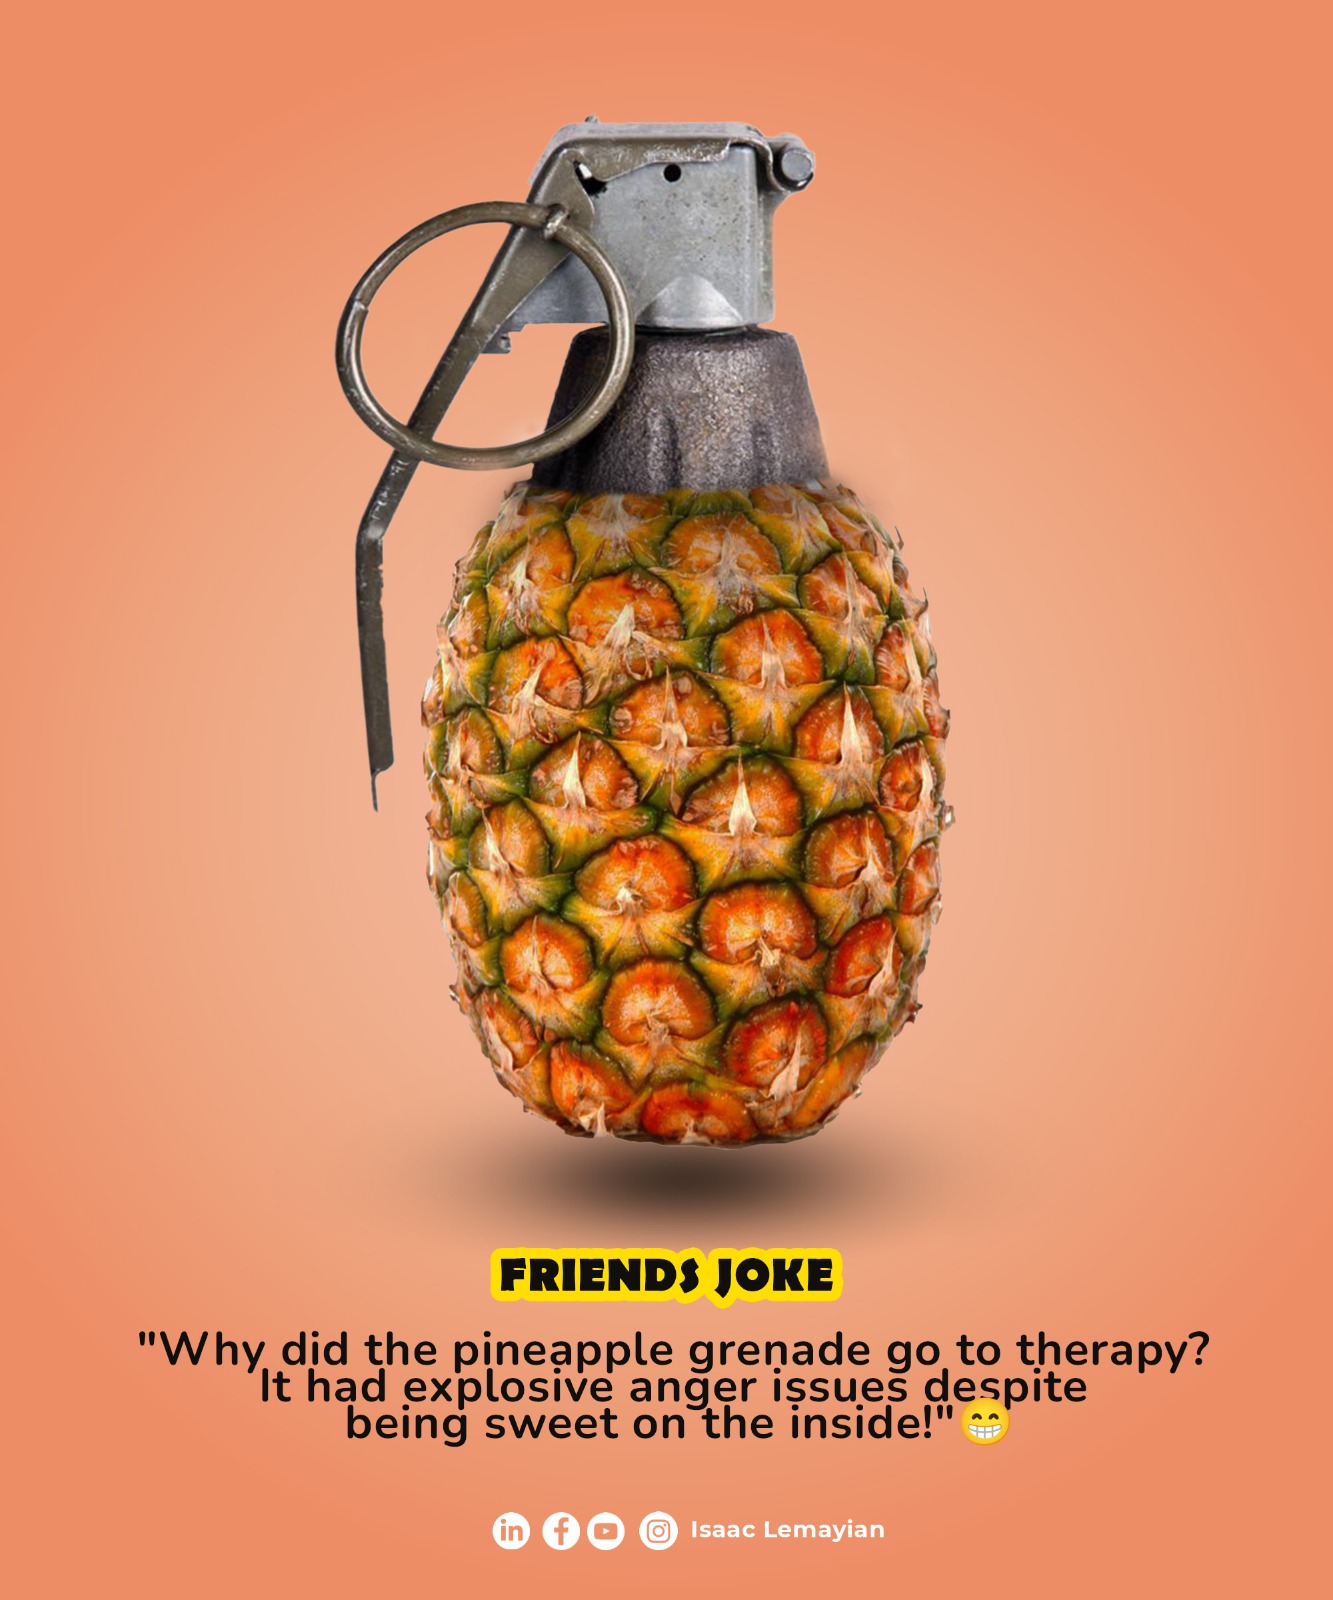 FRIENDS JOKE
"Why did the pineapple grenade go to therapy?
It had explosive anger issues despite
being sweet on the inside!"😁
in f Isaac Lemayian